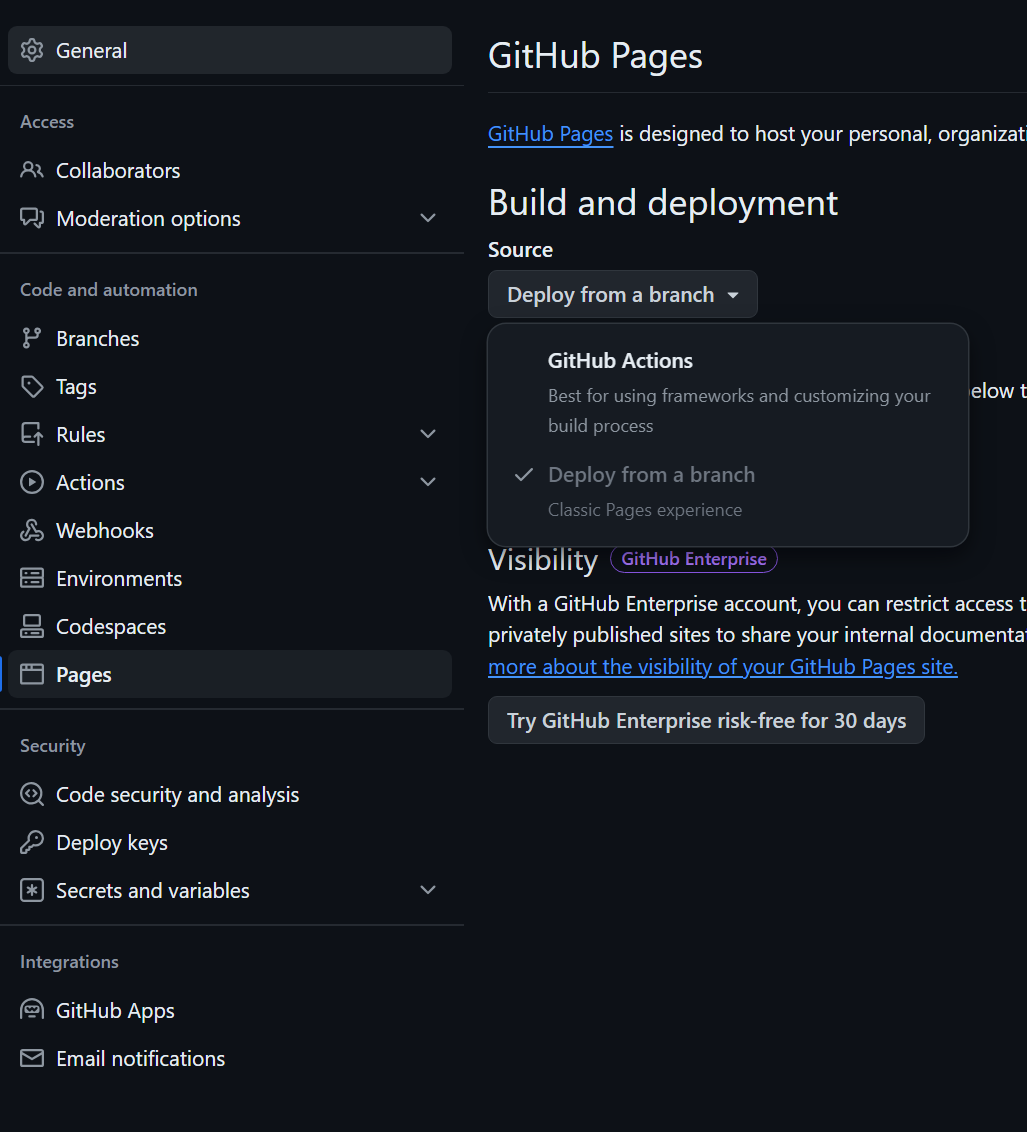 General
Access
Collaborators
Moderation options
Code and automation
Branches
Tags
Rules
Actions
Webhooks
Environments
Codespaces
Pages
Security
Code security and analysis
Deploy keys
Secrets and variables
Integrations
GitHub Apps
Email notifications
GitHub Pages
GitHub Pages is designed to host your personal,
Build and deployment
Source
Deploy from a branch
GitHub Actions
Best for using frameworks and customizing your
build process
Deploy from a branch
Classic Pages experience
Visibility GitHub Enterprise
With a GitHub Enterprise account, you can restrict access
privately published sites to share your internal
more about the visibility of your GitHub Pages site.
Try GitHub Enterprise risk-free for 30 days